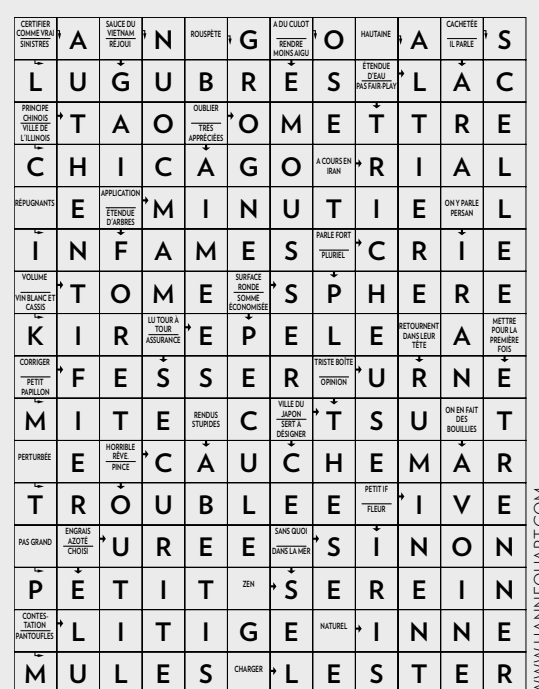 CERTIFIER
COMME VRAI
SINISTRES
A
SAUCE DU
VIETNAM
RÉJOUI
N
ROUSPÈTE
G
A DU CULOT
RENDRE
MOINS AIGU
O
HAUTAINE
A
CACHETÉE
IL PARLE
S
L U G U B R E S
ÉTENDUE
D'EAU
PAS FAIR-PLAY
L A C
PRINCIPE
CHINOIS
VILLE DE
L'ILLINOIS
T A O
OUBLIER
TRÈS
APPRÉCIÉES
O M E T T R E
C H I C A G O
A COURS EN
IRAN
R I A L
RÉPUGNANTS
E
APPLICATION
ÉTENDUE
D'ARBRES
M I N U T I E
ON Y PARLE
PERSAN
L
I N F A M E S
PARLE FORT
PLURIEL
C R I E
VOLUME
VIN BLANC ET
CASSIS
T O M E
SURFACE
RONDE
SOMME
ÉCONOMISÉE
S P H E R E
K I R
LU TOUR À
TOUR
ASSURANCE
E P E L E
RETOURNENT
DANS LEUR
TÊTE
A
METTRE
POUR LA
PREMIÈRE
FOIS
CORRIGER
PETIT
PAPILLON
F E S S E R
TRISTE BOÎTE
OPINION
U R N E
M I T E
RENDUS
STUPIDES
C
VILLE DU
JAPON
SERT À
DÉSIGNER
T S U
ON EN FAIT
DES
BOUILLIES
T
PERTURBÉE
E
HORRIBLE
RÊVE.
PINCE
C A U C H E M A R
T R O U B L E E
PETIT IF
FLEUR
I V E
PAS GRAND
ENGRAIS
AZOTÉ
CHOISI
U R E E
SANS QUOI
DANS LA MER
S I N O N
P E T I T
ZEN
S E R E I N
CONTES-
TATION
PANTOUFLES
L I T I G E
NATUREL
I N N E
M U L E S
CHARGER
L E S T E R